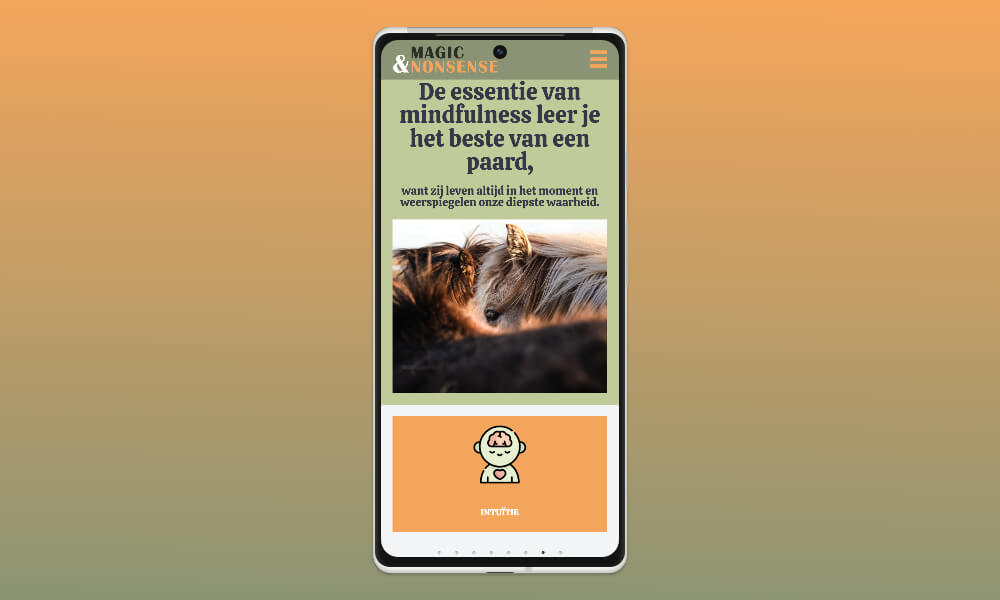 MAGIC
& NONSENSE
De essentie van
mindfulness leer je
het beste van een
paard,
want zij leven altijd in het moment en
weerspiegelen onze diepste waarheid.
INTUÏTIE